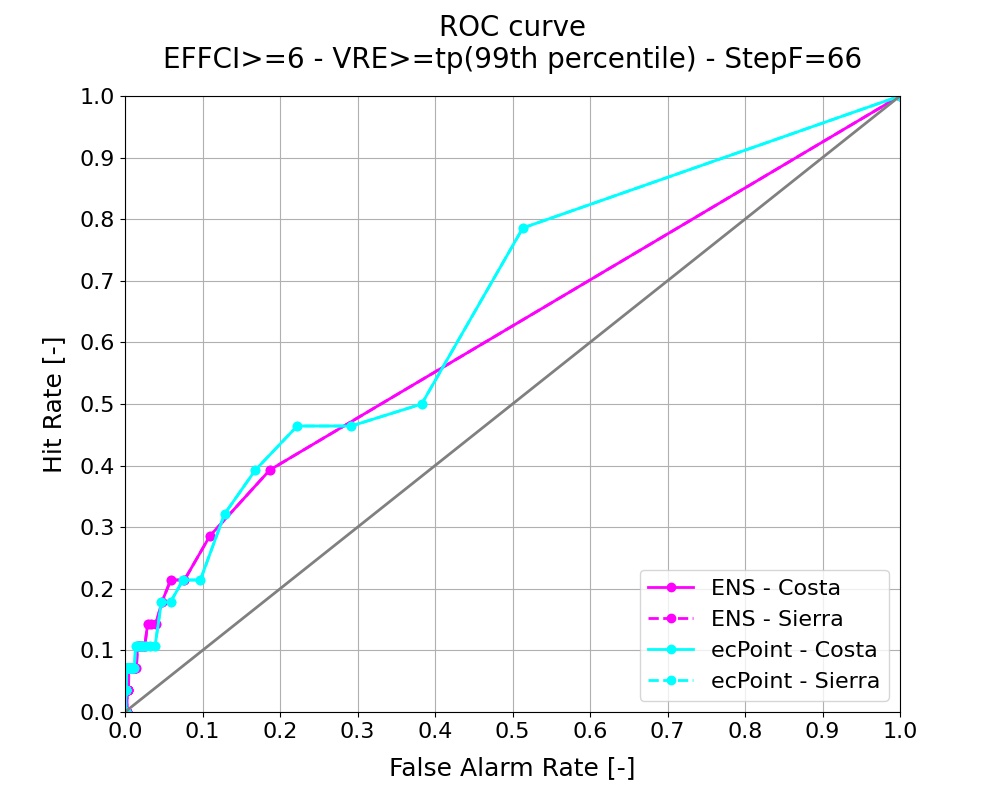 ROC curve
EFFCI>=6 - VRE>=tp(99th percentile) - StepF=66
1.0
0.9
0.8
0.7
0.6
0.5
0.4
0.3
0.2
0.1
0.0
Hit Rate [-]
ENS - Costa
ENS - Sierra
ecPoint - Costa
ecPoint - Sierra
0.0 0.1 0.2 0.3 0.4 0.5 0.6 0.7 0.8 0.9 1.0
False Alarm Rate [-]